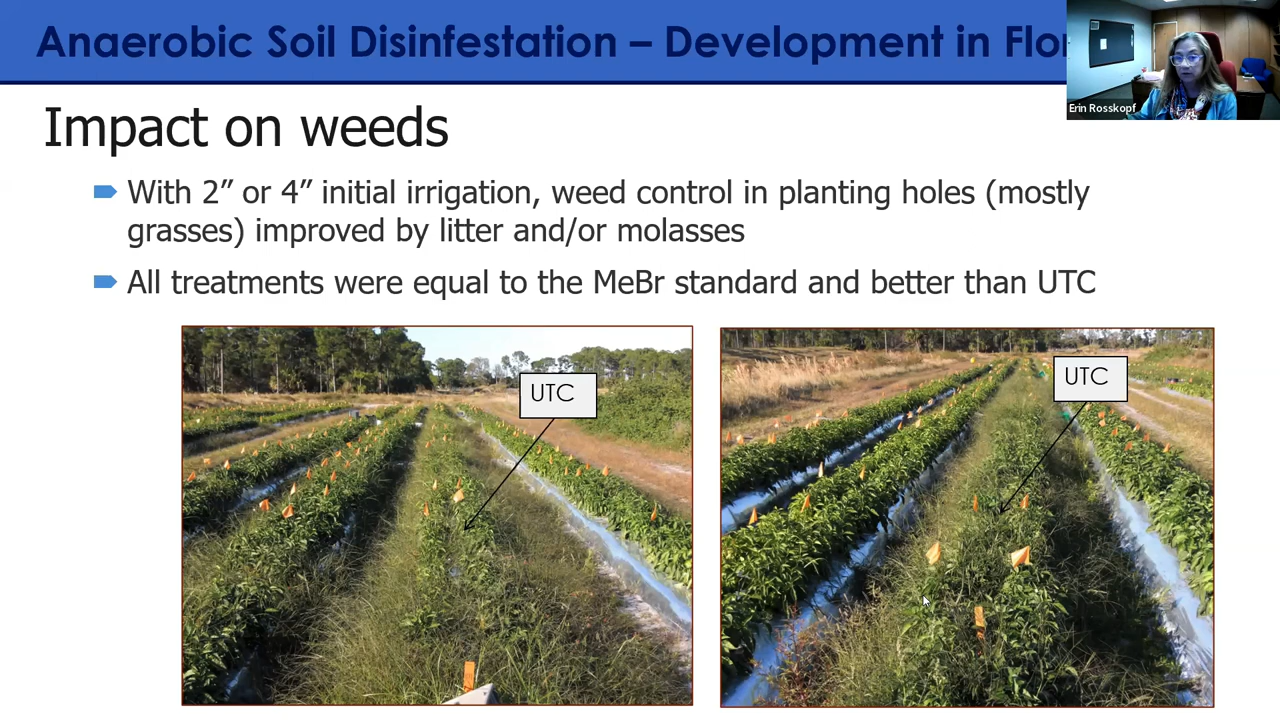 Anaerobic Soil Disinfestation – Development in Flor
Erin Rosskopf
Impact on weeds
With 2” or 4” initial irrigation, weed control in planting holes (mostly
grasses) improved by litter and/or molasses
All treatments were equal to the MeBr standard and better than UTC
UTC
UTC